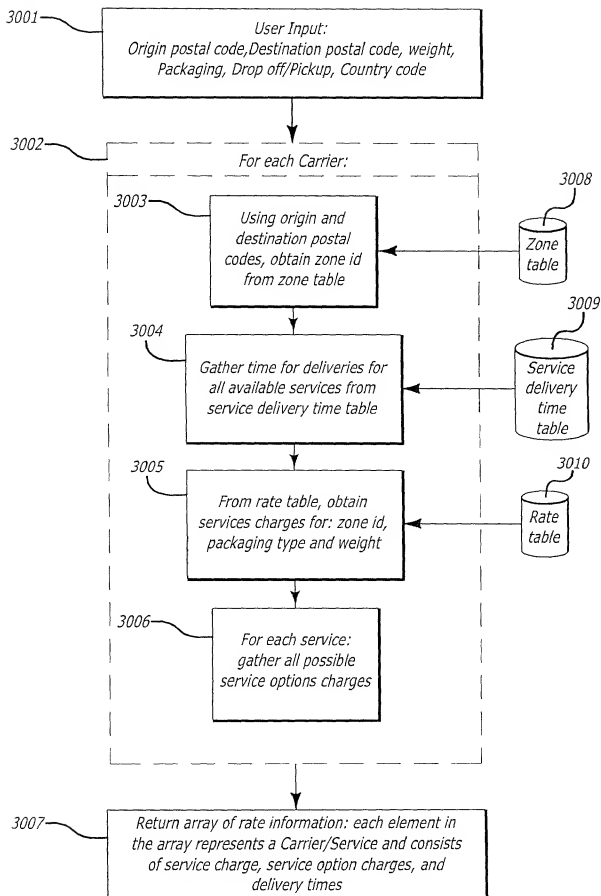 3001
User Input:
Origin postal code,Destination postal code, weight,
Packaging, Drop off/Pickup, Country code
3002
For each Carrier:
3003
Using origin and
destination postal
codes, obtain zone id
from zone table
3008
Zone
table
3004
Gather time for deliveries for
all available services from
service delivery time table
3009
Service
delivery
time
table
3005
From rate table, obtain
services charges for: zone id,
packaging type and weight
3010
Rate
table
3006
For each service:
gather all possible
service options charges
3007
Return array of rate information: each element in
the array represents a Carrier/Service and consists
of service charge, service option charges, and
delivery times